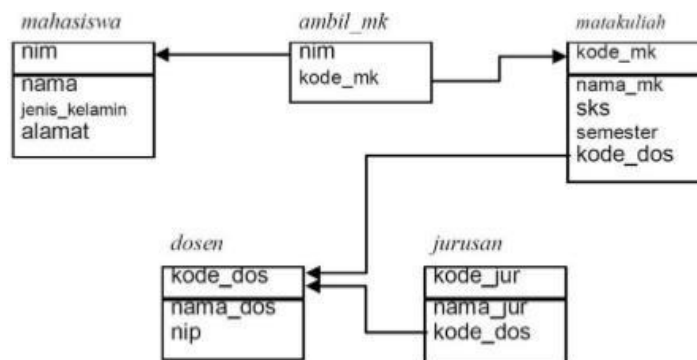 mahasiswa
nim
nama
jenis_kelamin
alamat
ambil_mk
nim
kode_mk
matakuliah
kode_mk
nama_mk
sks
semester
kode_dos
dosen
kode_dos
nama_dos
nip
jurusan
kode_jur
nama_jur
kode_dos